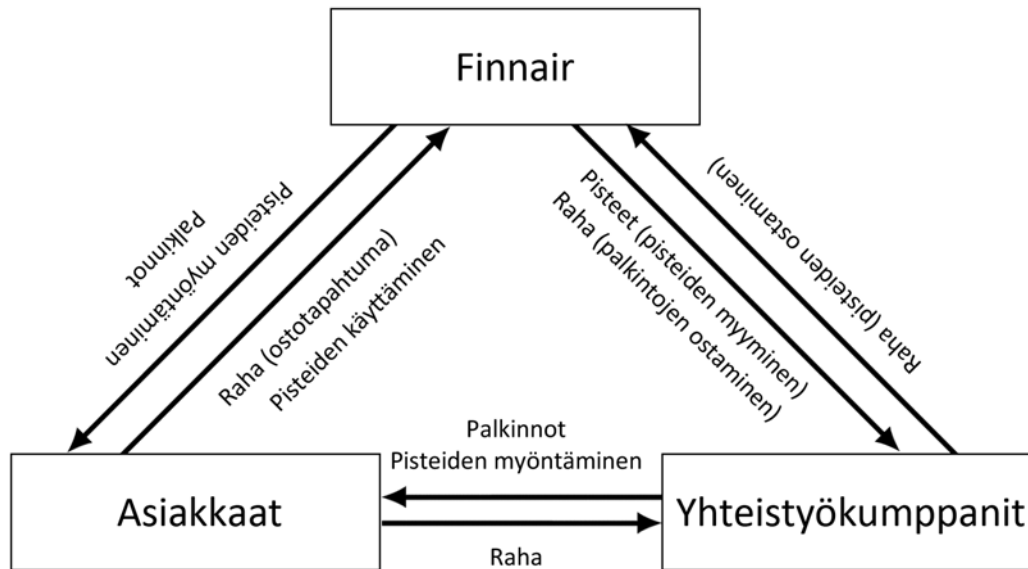 Finnair
Pisteiden myöntäminen
Palkinnot
Raha (ostotapahtuma)
Pisteiden käyttäminen
Pisteet (pisteiden myyminen)
Raha (palkintojen ostaminen)
Raha (pisteiden ostaminen)
Palkinnot
Pisteiden myöntäminen
Asiakkaat
Yhteistyökumppanit
Raha